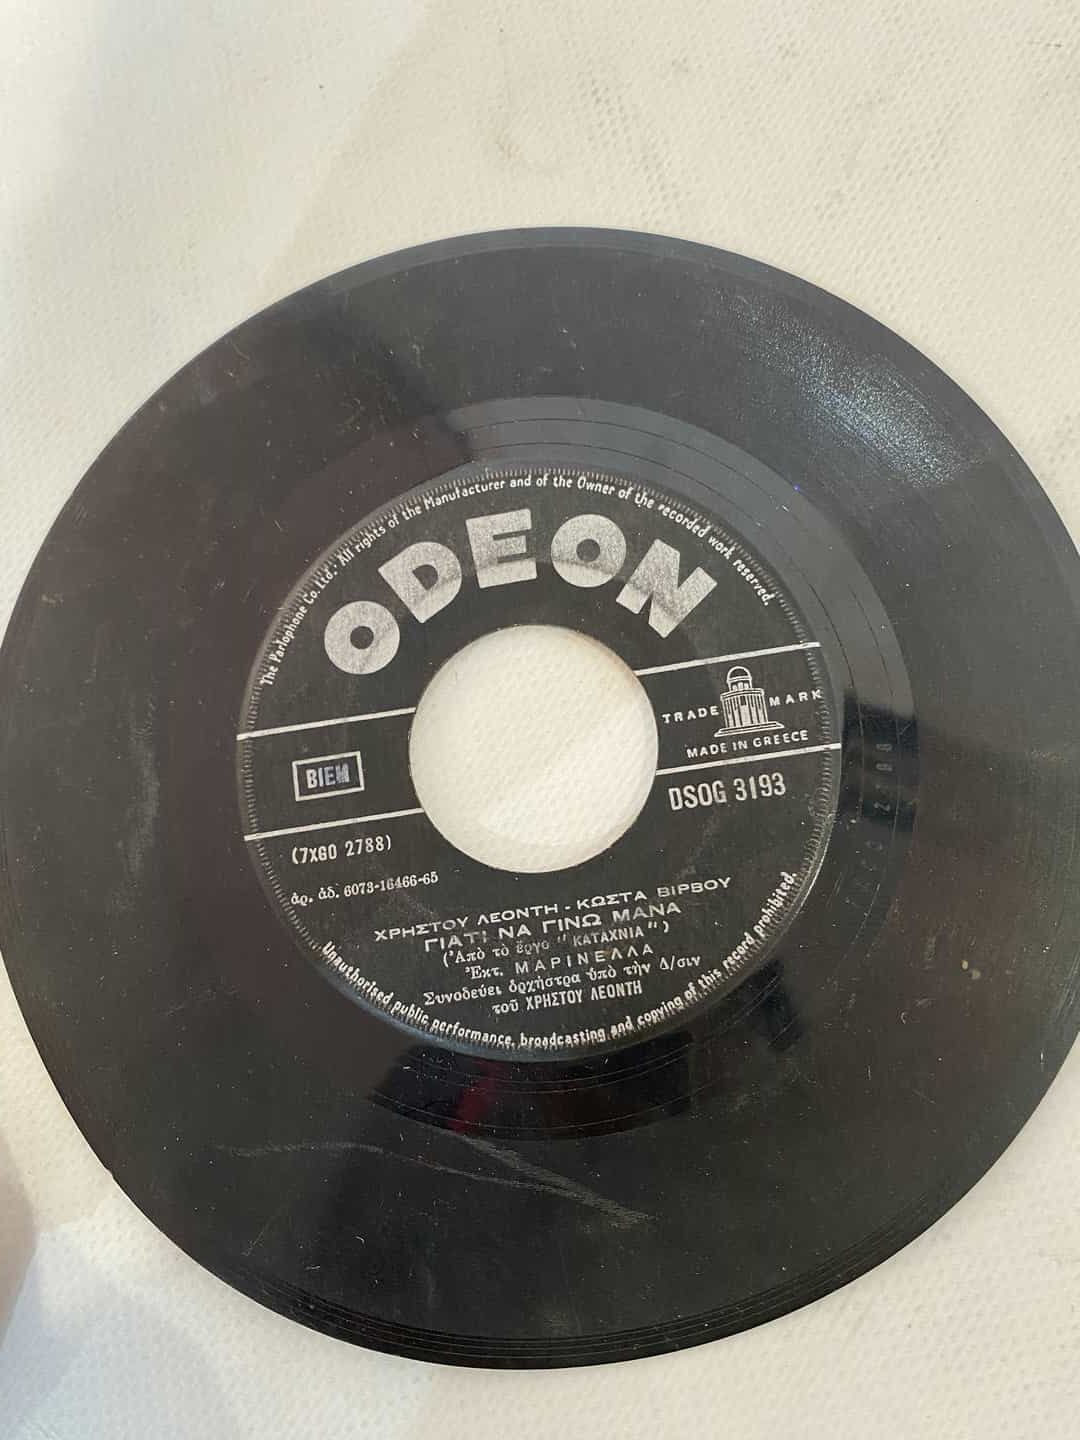 The Parlophone Co. Ltd. All rights of the Manufacturer and of the Owner of the recorded work reserved.
ODEON
TRADE MARK
MADE IN GREECE
BIEM
DSOG 3193
(7XGO 2788)
ἀρ. ἀδ. 6073-16466-65
ΧΡΗΣΤΟΥ ΛΕΟΝΤΗ - ΚΩΣΤΑ ΒΙΡΒΟΥ
ΓΙΑΤΙ ΝΑ ΓΙΝΩ ΜΑΝΑ
(Ἀπὸ τὸ ἔργο "ΚΑΤΑΧΝΙΑ")
Ἐκτ. ΜΑΡΙΝΕΛΛΑ
Συνοδεύει ὀρχήστρα ὑπὸ τὴν Δ/σιν
τοῦ ΧΡΗΣΤΟΥ ΛΕΟΝΤΗ
Unauthorised public performance, broadcasting and copying of this record prohibited.